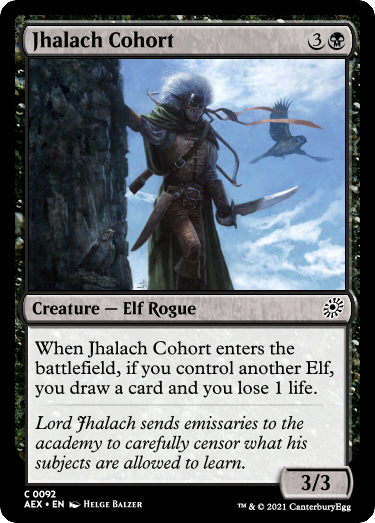 Jhalach Cohort 3
Creature — Elf Rogue
When Jhalach Cohort enters the
battlefield, if you control another Elf,
you draw a card and you lose 1 life.
Lord Jhalach sends emissaries to the
academy to carefully censor what his
subjects are allowed to learn.
3/3
C 0092
AEX • EN HELGE BALZER
™ & © 2021 CanterburyEgg